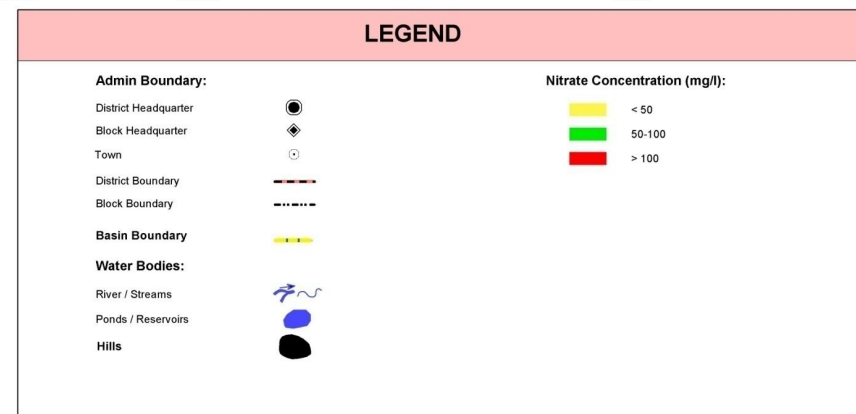 LEGEND
Admin Boundary:
District Headquarter
Block Headquarter
Town
District Boundary
Block Boundary
Basin Boundary
Water Bodies:
River / Streams
Ponds / Reservoirs
Hills
Nitrate Concentration (mg/l):
< 50
50-100
> 100